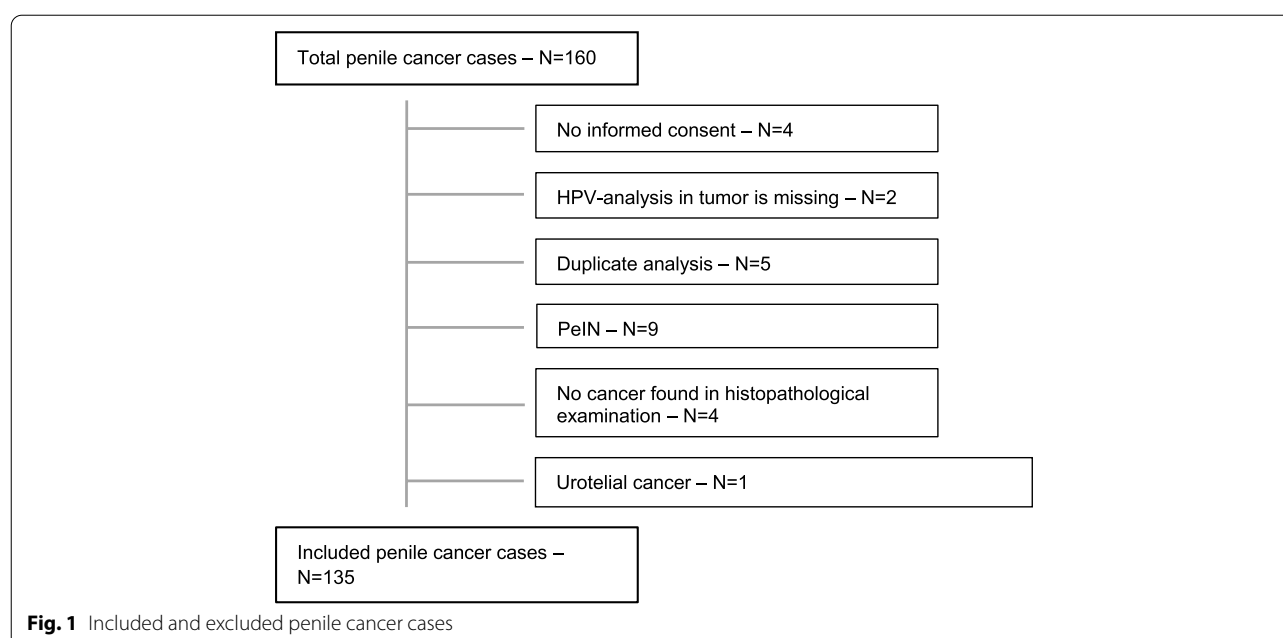 Total penile cancer cases – N=160
No informed consent – N=4
HPV-analysis in tumor is missing – N=2
Duplicate analysis – N=5
PeIN – N=9
No cancer found in histopathological
examination – N=4
Urotelial cancer – N=1
Included penile cancer cases –
N=135
Fig. 1 Included and excluded penile cancer cases